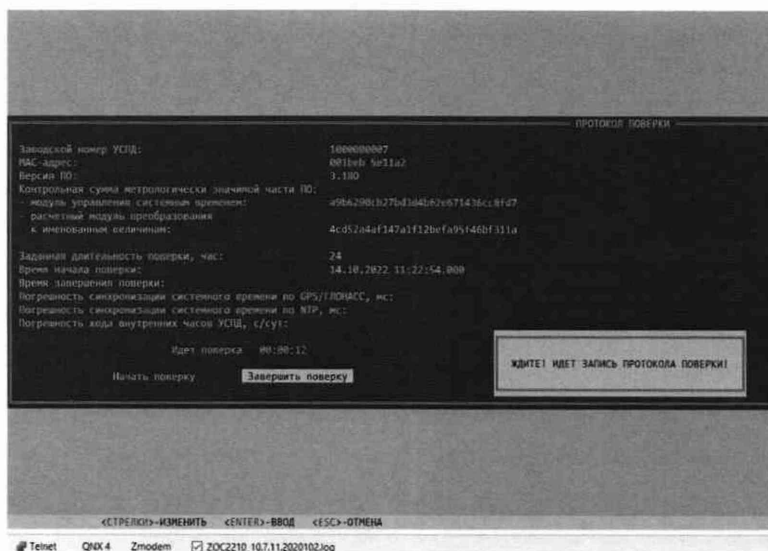 ПРОТОКОЛ ПОВЕРКИ
Заводской номер УСПД: 1000000007
МАС-адрес: 001beb 5e11a2
Версия ПО: 3.180
Контрольная сумма метрологически значимой части ПО:
- модуль управления системным временем:
- расчетный модуль преобразования
к именованным величинам: 4cd52a4af147a1f12befa95f46bf311a
Заданная длительность поверки, час: 24
Время начала поверки: 14.10.2022 11:22:54.000
Время завершения поверки:
Погрешность синхронизации системного времени по GPS/ГЛОНАСС, мс:
Погрешность синхронизации системного времени по NTP, мс:
Погрешность хода внутренних часов УСПД, с/сут:
Идет поверка 00:00:12
ЖДИТЕ! ИДЕТ ЗАПИСЬ ПРОТОКОЛА ПОВЕРКИ!
Начать поверку Завершить поверку
<СТРЕЛКИ>-ИЗМЕНИТЬ <ENTER>-ВВОД <ESC>-ОТМЕНА
Telnet QNX 4 Zmodem ZOC2210_10.7.11.2020102.log